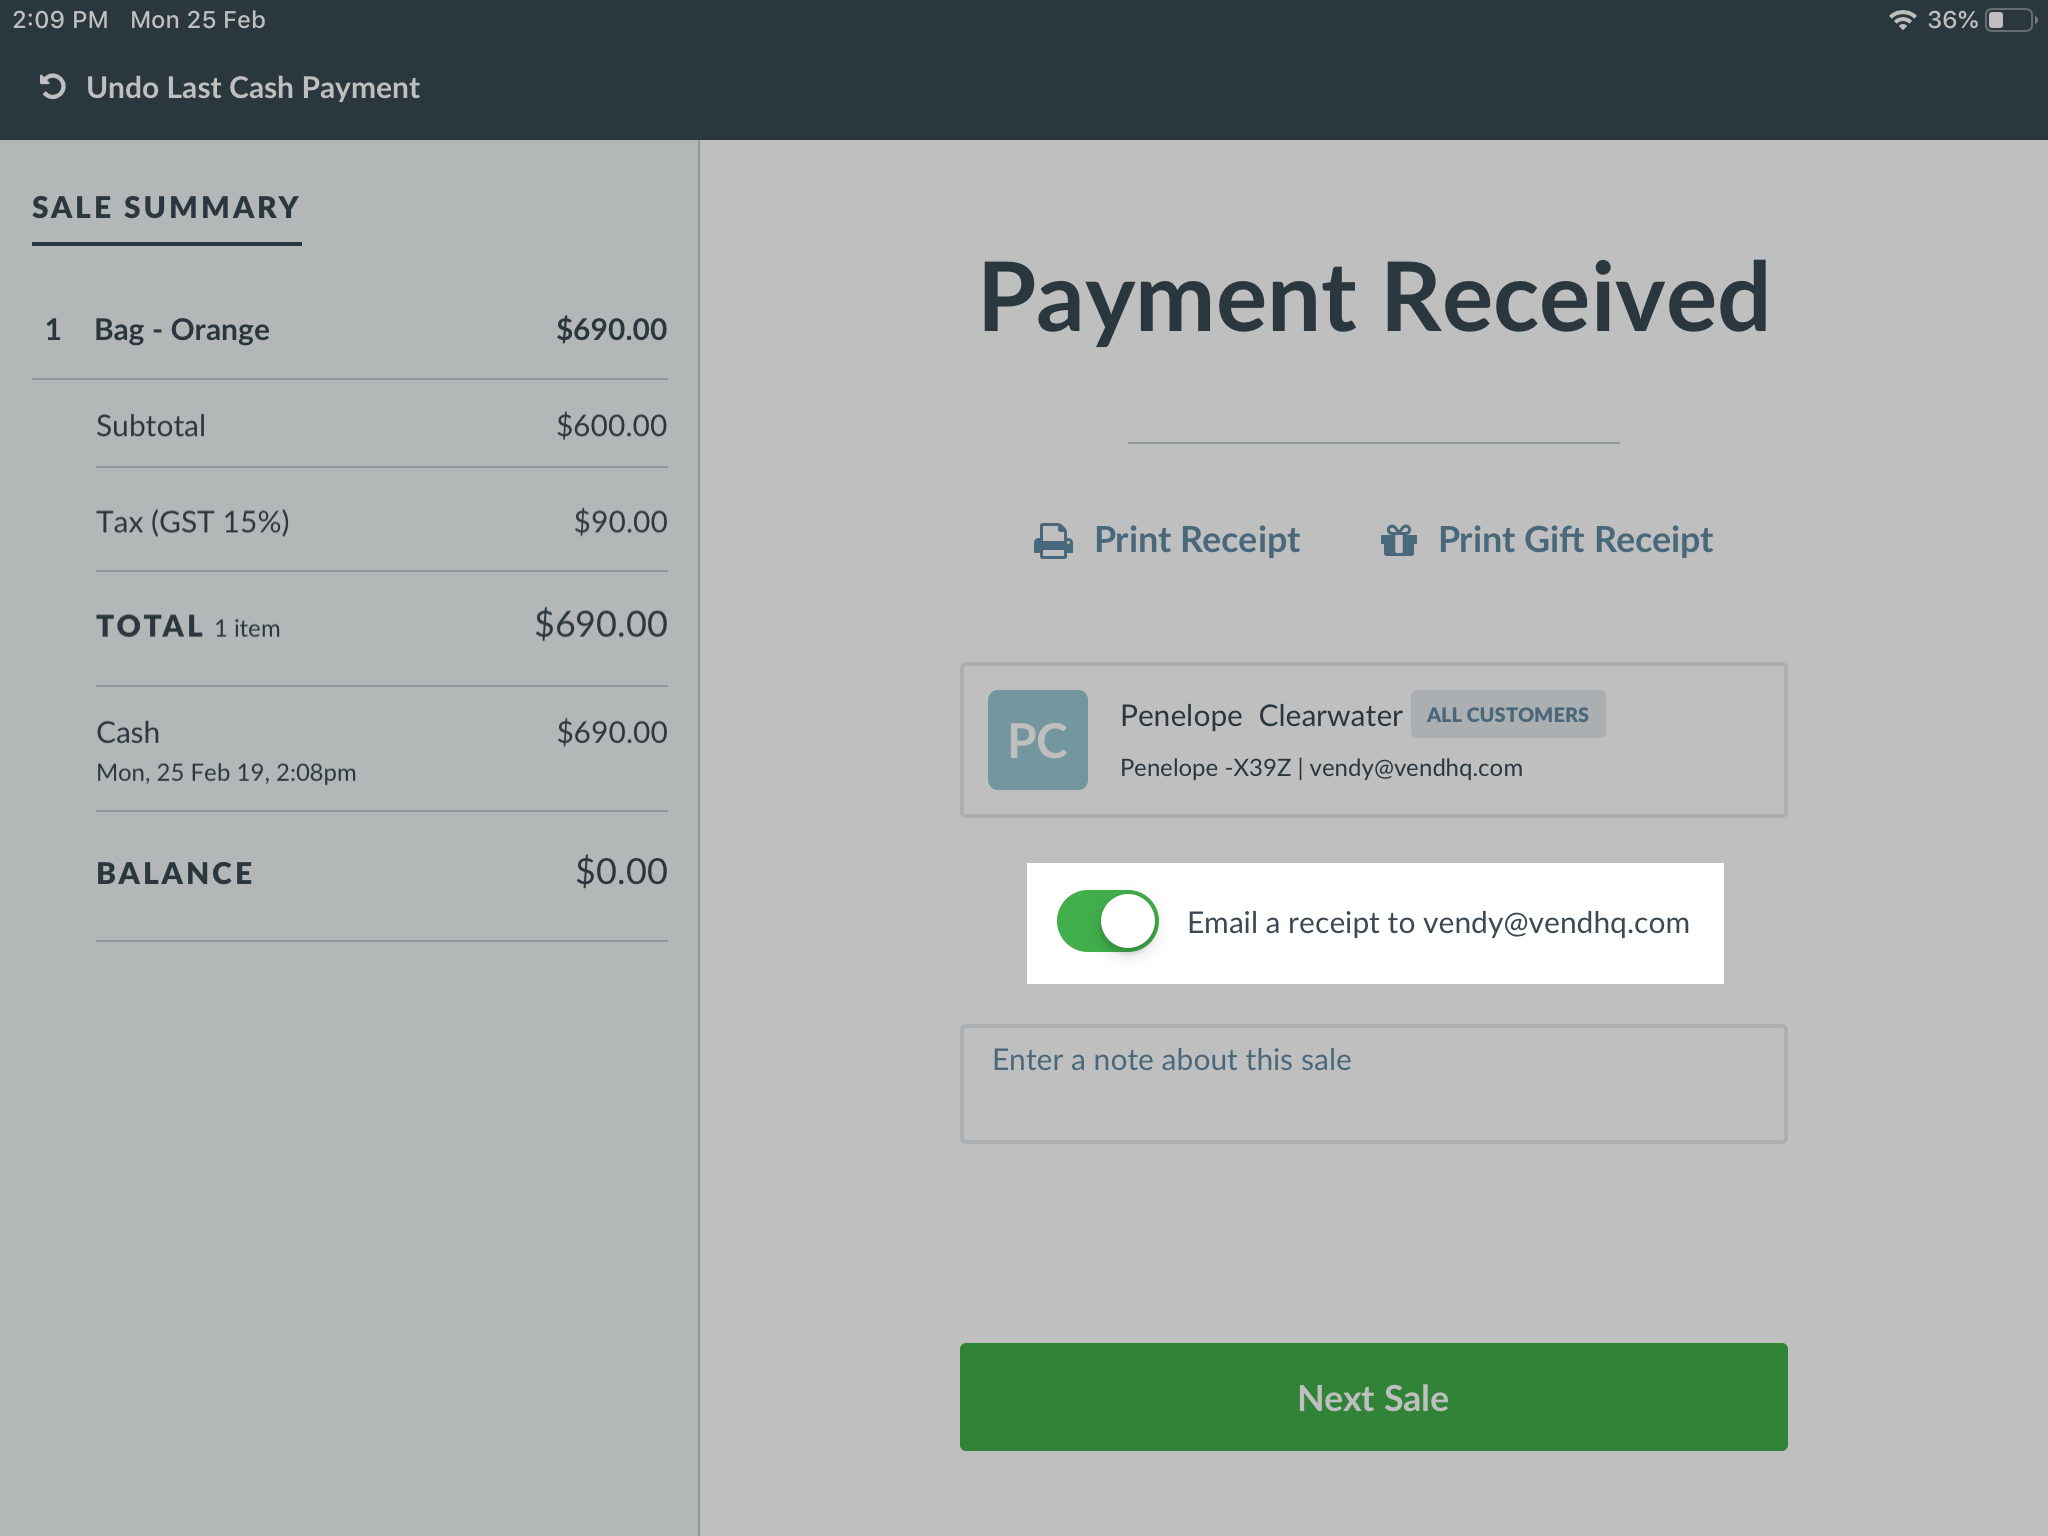 2:09 PM Mon 25 Feb
36%
Undo Last Cash Payment
SALE SUMMARY
1 Bag - Orange $690.00
Subtotal $600.00
Tax (GST 15%) $90.00
TOTAL 1 item $690.00
Cash $690.00
Mon, 25 Feb 19, 2:08pm
BALANCE $0.00
Payment Received
Print Receipt Print Gift Receipt
PC
Penelope Clearwater ALL CUSTOMERS
Penelope -X39Z | vendy@vendhq.com
Email a receipt to vendy@vendhq.com
Enter a note about this sale
Next Sale